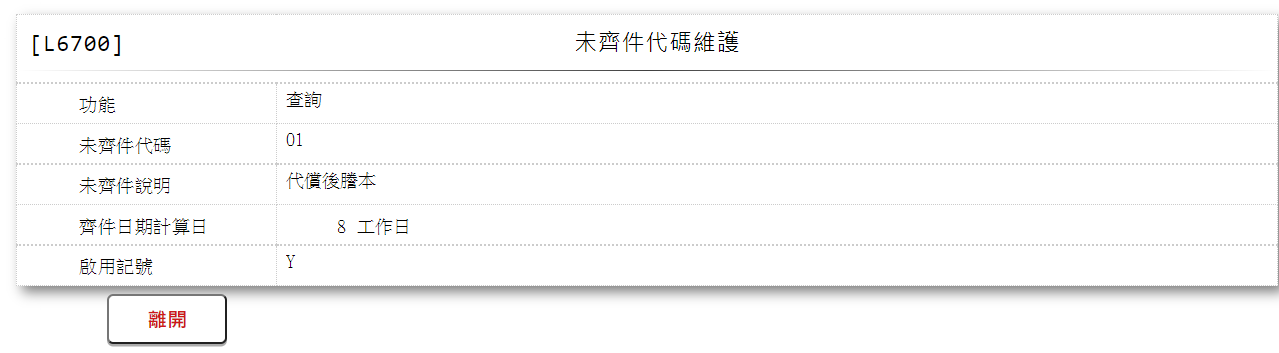 [L6700] 未齊件代碼維護
功能 查詢
未齊件代碼 01
未齊件說明 代償後謄本
齊件日期計算日 8 工作日
啟用記號 Y
離開